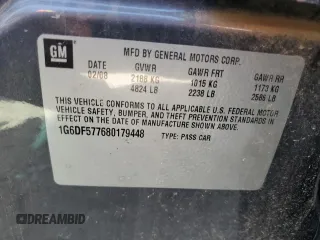 GM
MFD BY GENERAL MOTORS CORP.
DATE GVWR GAWR FRT GAWR RR
02/08 2188 KG 1015 KG 1173 KG
4824 LB 2238 LB 2586 LB
THIS VEHICLE CONFORMS TO ALL APPLICABLE U.S. FEDERAL MOTOR
VEHICLE SAFETY, BUMPER, AND THEFT PREVENTION STANDARDS IN
EFFECT ON THE DATE OF MANUFACTURE SHOWN ABOVE.
1G6DF577680179448 TYPE: PASS CAR
©DREAMBID